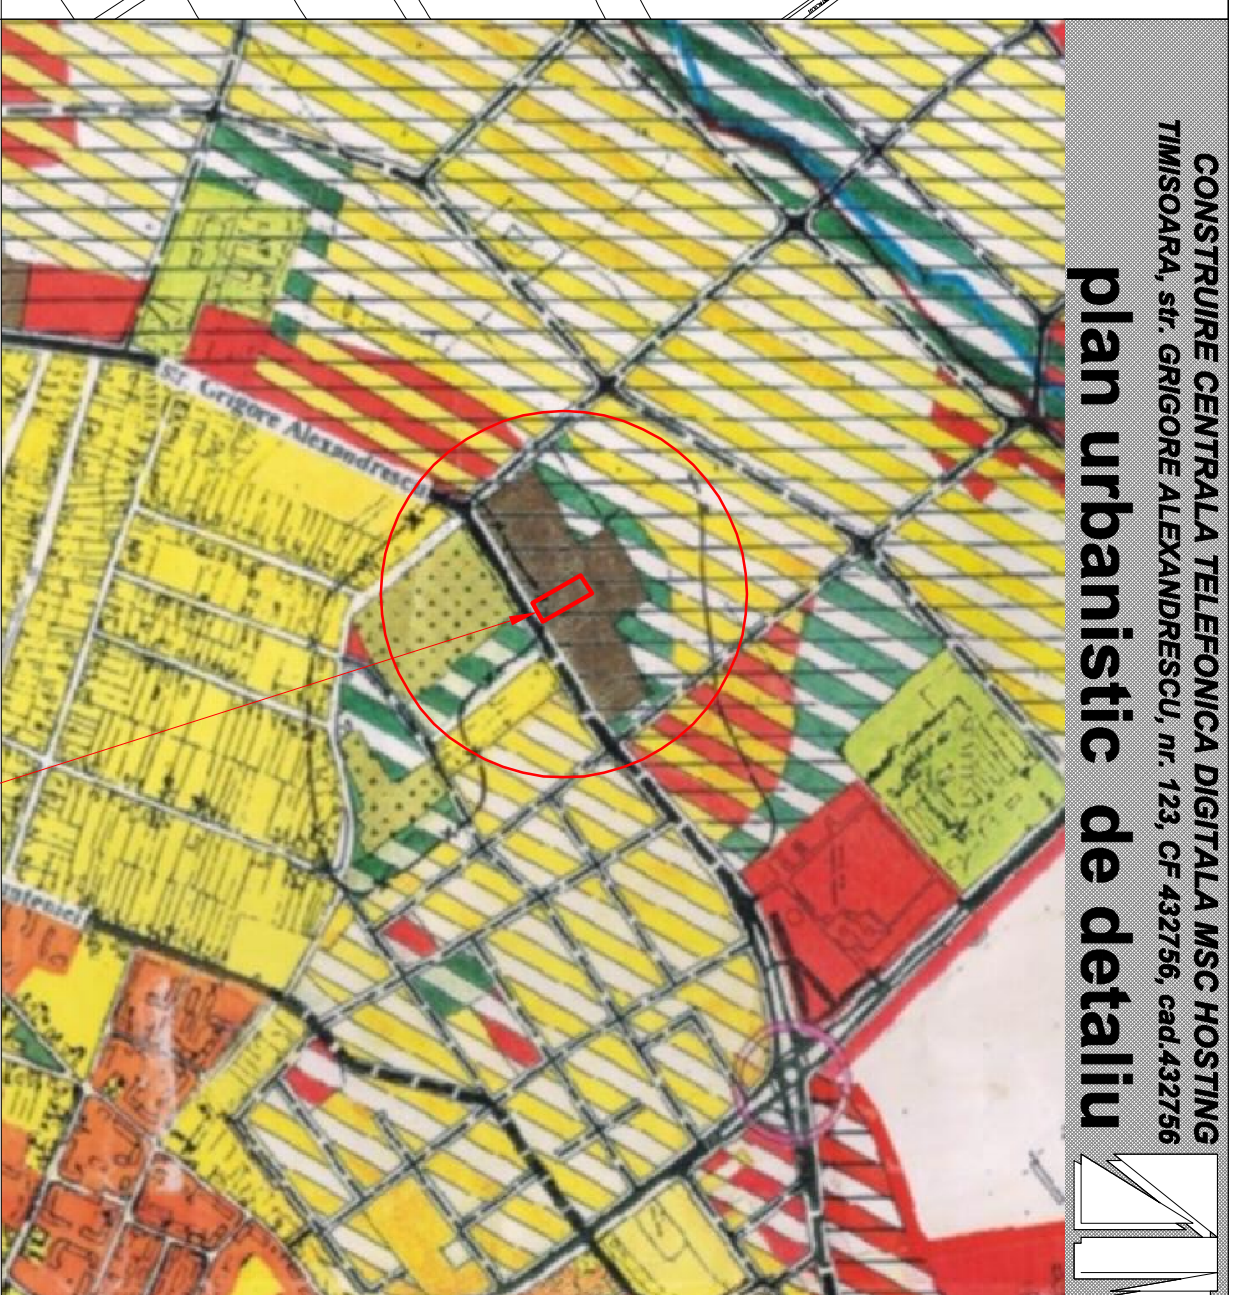 CONSTRUIRE CENTRALA TELEFONICA DIGITALA MSC HOSTING
TIMISOARA, str. GRIGORE ALEXANDRESCU, nr. 123, CF 432756, cad.432756
plan urbanistic de detaliu
str. Grigore Alexandrescu